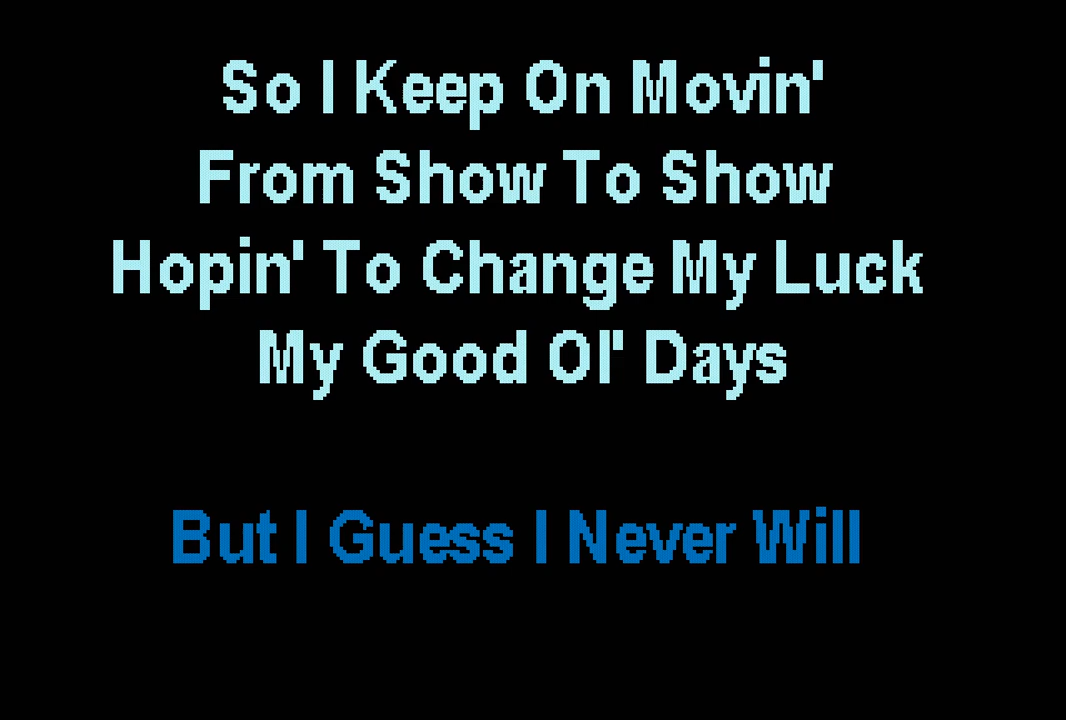 So I Keep On Movin'
From Show To Show
Hopin' To Change My Luck
My Good Ol' Days
But I Guess I Never Will